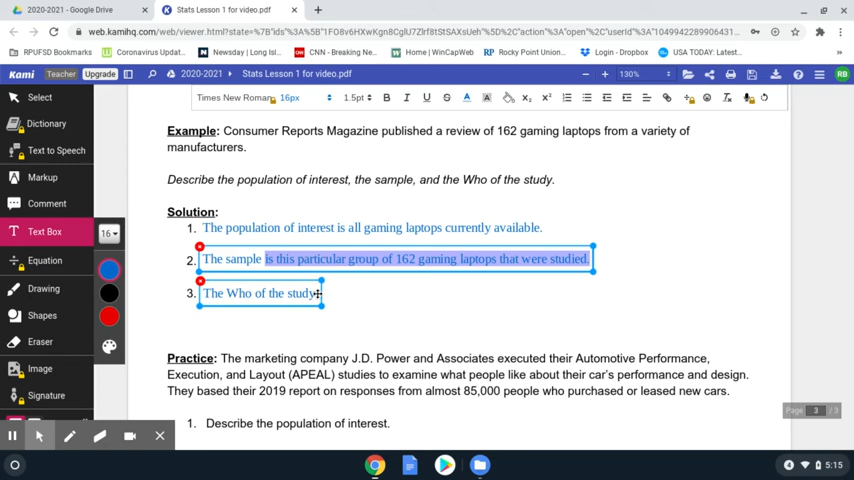 2020-2021 - Google Drive
Stats Lesson 1 for video.pdf
web.kamihq.com/web/viewer.html?state=%7B"ids"%3A%5B"1F08v6HXwKgn8CglU7Zlrf8tStAXsLUeh"%5D%2C"action"%3A"open"%2C"userId"%3A"1049942289906431...
RPUFSD Bookmarks
Coronavirus Updat...
Newsday | Long Isl...
CNN - Breaking Ne...
Home | WinCapWeb
Rocky Point Union...
Login · Dropbox
USA TODAY: Latest...
Kami
Teacher
Upgrade
2020-2021
Stats Lesson 1 for video.pdf
130%
RB
Select
Dictionary
Text to Speech
Markup
Comment
Text Box
Equation
Drawing
Shapes
Eraser
Image
Signature
16
Times New Roman
16px
1.5pt
B I U S A A X₂ X²
Example: Consumer Reports Magazine published a review of 162 gaming laptops from a variety of
manufacturers.
Describe the population of interest, the sample, and the Who of the study.
Solution:
1. The population of interest is all gaming laptops currently available.
2. The sample is this particular group of 162 gaming laptops that were studied.
3. The Who of the study
Practice: The marketing company J.D. Power and Associates executed their Automotive Performance,
Execution, and Layout (APEAL) studies to examine what people like about their car's performance and design.
They based their 2019 report on responses from almost 85,000 people who purchased or leased new cars.
1. Describe the population of interest.
Page 3 / 3
4 5:15